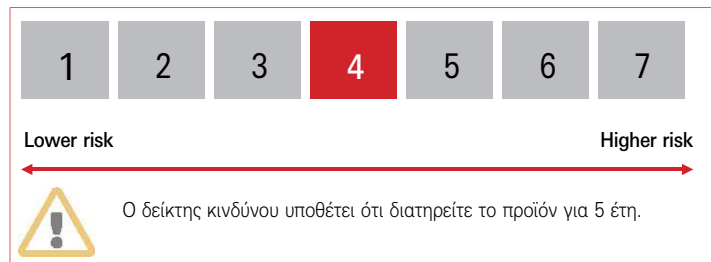 1 2 3 4 5 6 7
Lower risk Higher risk
Ο δείκτης κινδύνου υποθέτει ότι διατηρείτε το προϊόν για 5 έτη.